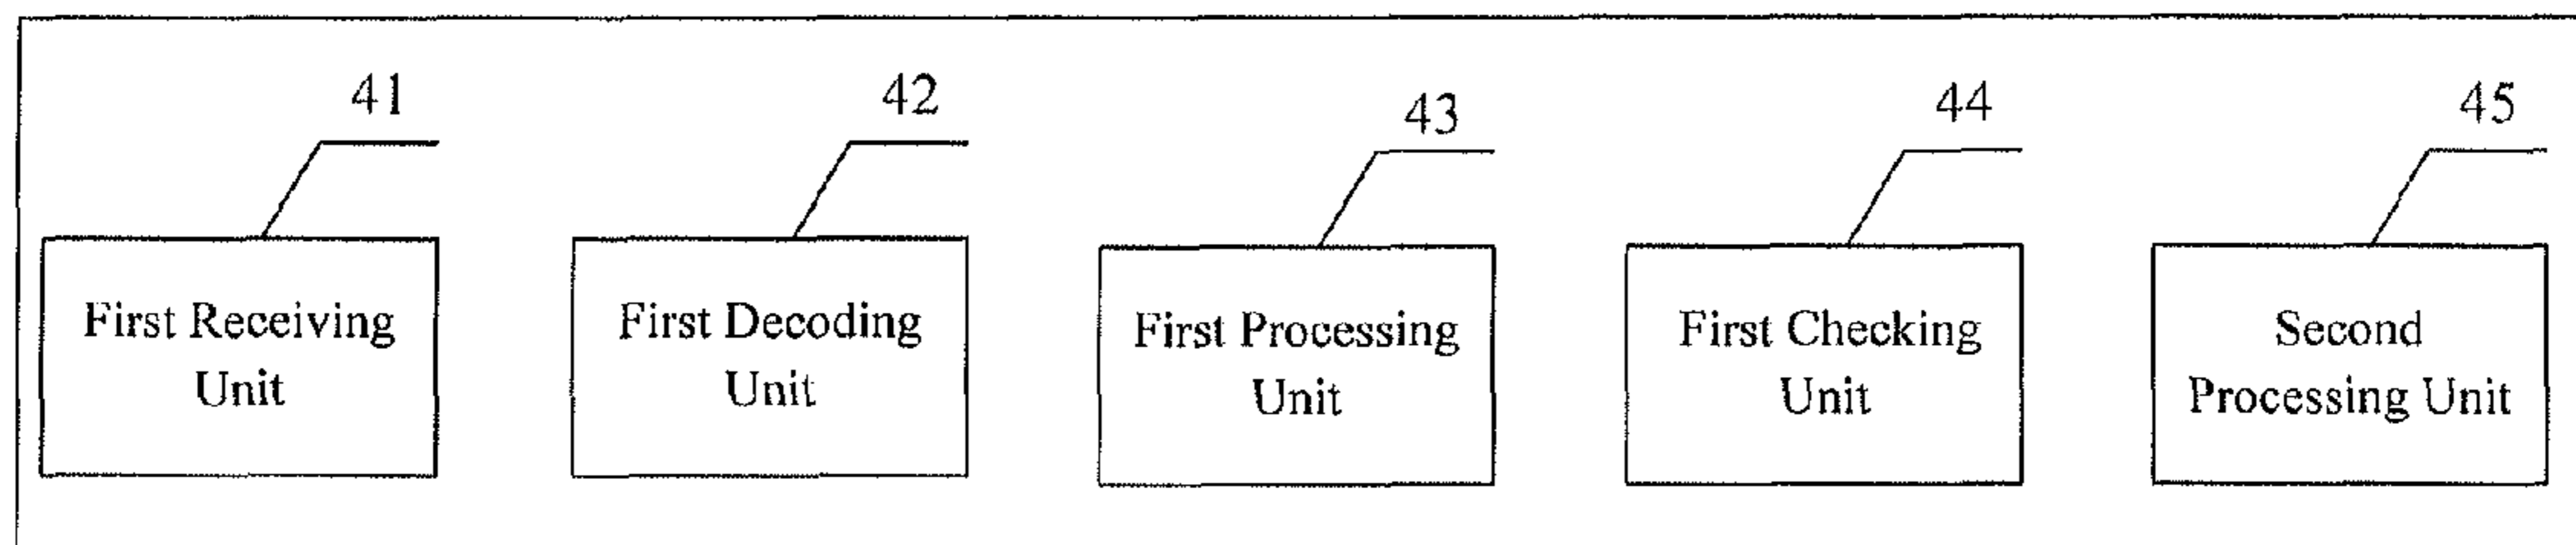 41
42
43
44
45
First Receiving
Unit
First Decoding
Unit
First Processing
Unit
First Checking
Unit
Second
Processing Unit